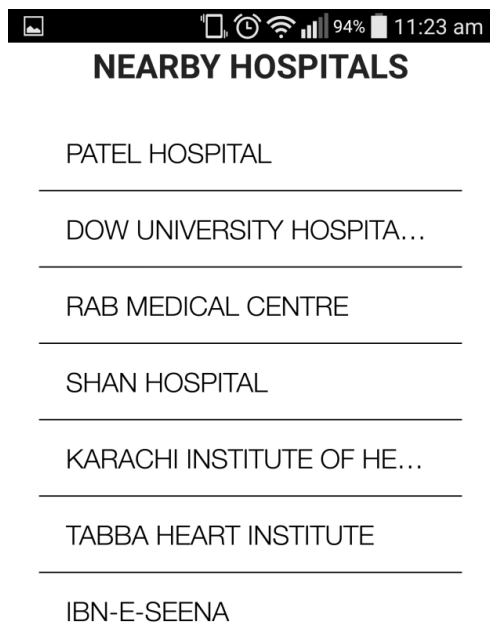 94% 11:23 am
NEARBY HOSPITALS
PATEL HOSPITAL
DOW UNIVERSITY HOSPITA...
RAB MEDICAL CENTRE
SHAN HOSPITAL
KARACHI INSTITUTE OF HE...
TABBA HEART INSTITUTE
IBN-E-SEENA